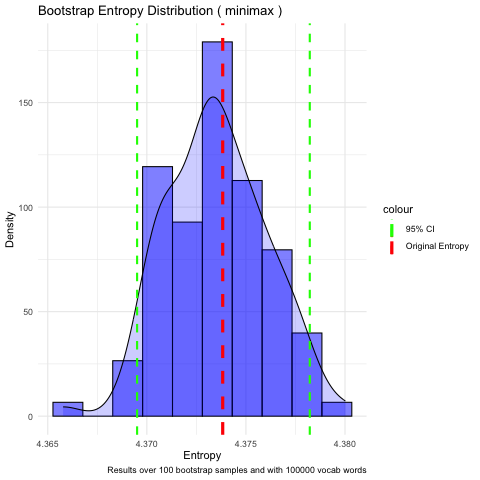 Bootstrap Entropy Distribution ( minimax )
150
100
50
0
Density
4.365
4.370
4.375
4.380
Entropy
Results over 100 bootstrap samples and with 100000 vocab words
colour
95% CI
Original Entropy